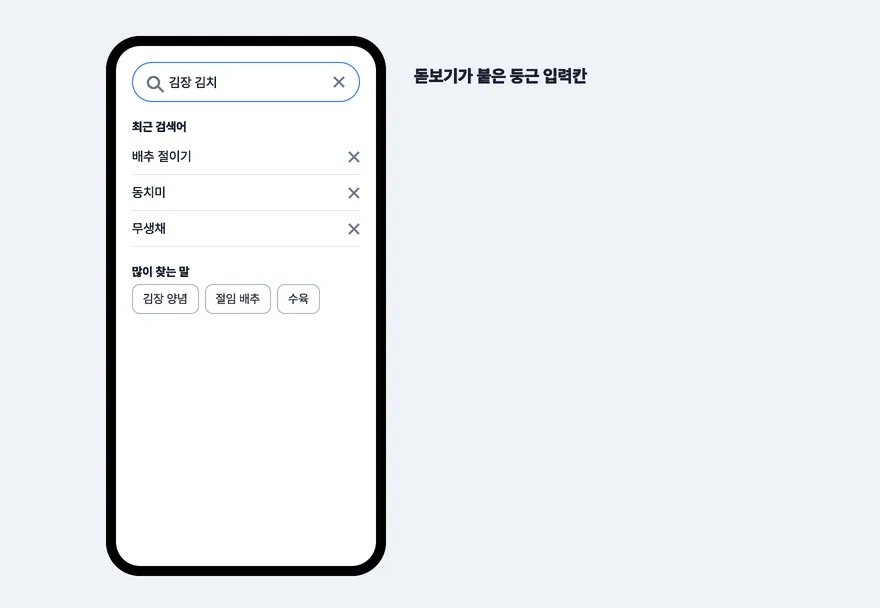 김장 김치
최근 검색어
배추 절이기
동치미
무생채
많이 찾는 말
김장 양념
절임 배추
수육
돋보기가 붙은 둥근 입력칸